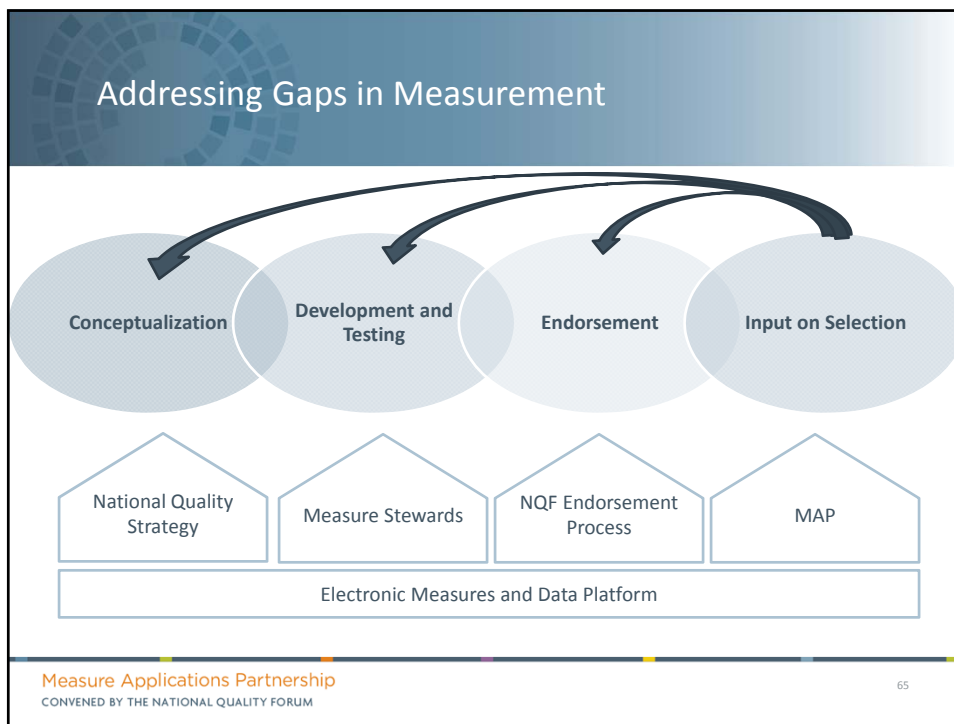 Addressing Gaps in Measurement
Conceptualization
Development and
Testing
Endorsement
Input on Selection
National Quality
Strategy
Measure Stewards
NQF Endorsement
Process
MAP
Electronic Measures and Data Platform
Measure Applications Partnership
CONVENED BY THE NATIONAL QUALITY FORUM
65